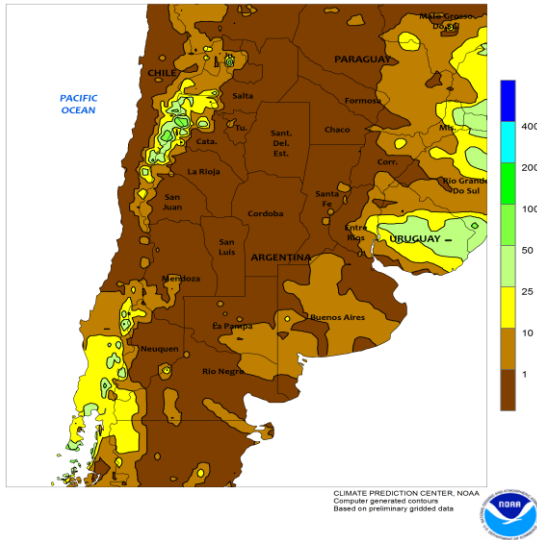 Mato Grosso
Do Sul
PARAGUAY
CHILE
PACIFIC
OCEAN
Salta
Formosa
400
Tu.
Chaco
Mis.
Sant.
Del.
Est.
Cata.
200
Corr.
La Rioja
Rio Grande
Do Sul
San
Juan
Santa
Fe
100
Cordoba
Entre
Rios
URUGUAY
San
Luis
50
ARGENTINA
Mendoza
25
La Pampa
Buenos Aires
10
Neuquen
Rio Negro
1
CLIMATE PREDICTION CENTER, NOAA
Computer generated contours
Based on preliminary gridded data
NOAA